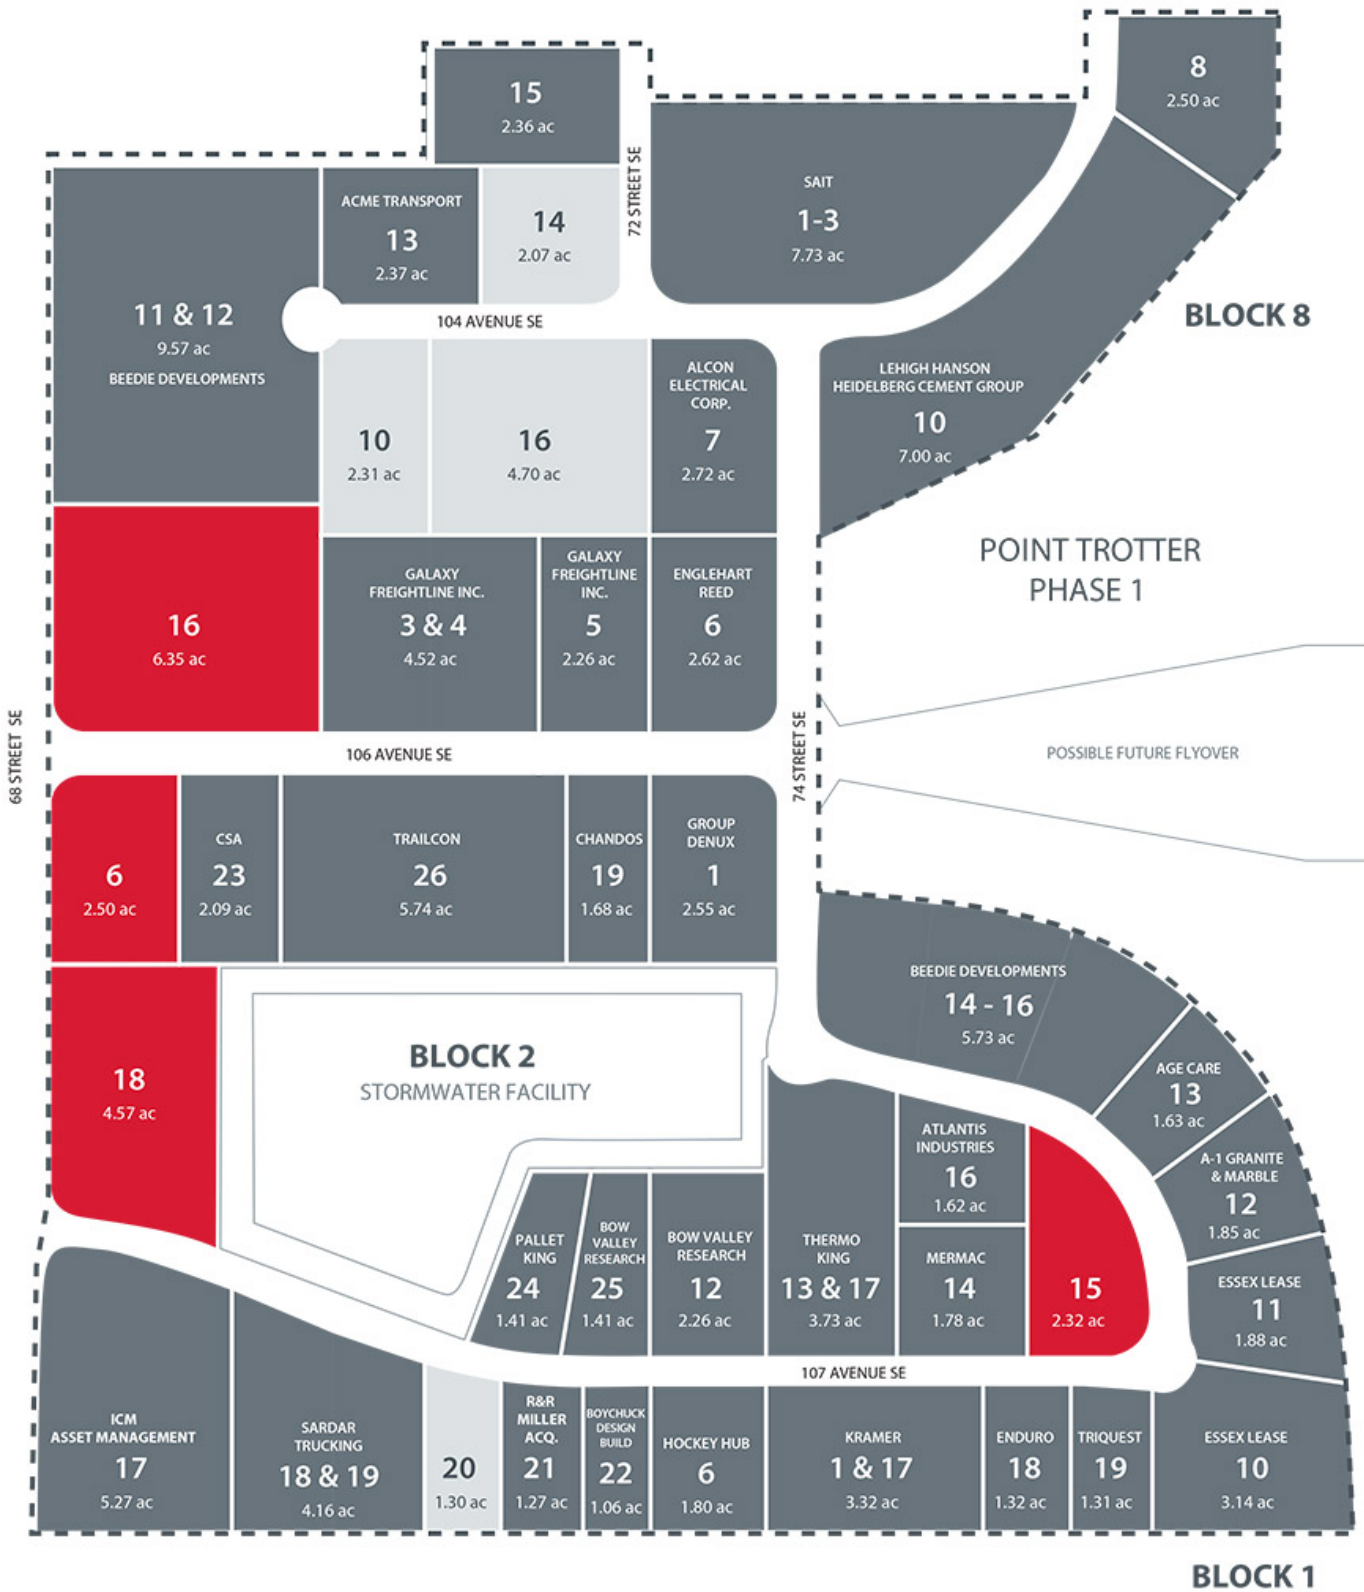 8
2.50 ac
15
2.36 ac
72 STREET SE
SAIT
1-3
7.73 ac
ACME TRANSPORT
13
2.37 ac
14
2.07 ac
11 & 12
9.57 ac
BEEDIE DEVELOPMENTS
104 AVENUE SE
BLOCK 8
10
2.31 ac
16
4.70 ac
ALCON
ELECTRICAL
CORP.
7
2.72 ac
LEHIGH HANSON
HEIDELBERG CEMENT GROUP
10
7.00 ac
POINT TROTTER
PHASE 1
16
6.35 ac
GALAXY
FREIGHTLINE INC.
3 & 4
4.52 ac
GALAXY
FREIGHTLINE
INC.
5
2.26 ac
ENGLEHART
REED
6
2.62 ac
68 STREET SE
106 AVENUE SE
74 STREET SE
POSSIBLE FUTURE FLYOVER
6
2.50 ac
CSA
23
2.09 ac
TRAILCON
26
5.74 ac
CHANDOS
19
1.68 ac
GROUP
DENUX
1
2.55 ac
BEEDIE DEVELOPMENTS
14 - 16
5.73 ac
18
4.57 ac
BLOCK 2
STORMWATER FACILITY
AGE CARE
13
1.63 ac
A-1 GRANITE
& MARBLE
12
1.85 ac
ATLANTIS
INDUSTRIES
16
1.62 ac
PALLET
KING
24
1.41 ac
BOW
VALLEY
RESEARCH
25
1.41 ac
BOW VALLEY
RESEARCH
12
2.26 ac
THERMO
KING
13 & 17
3.73 ac
MERMAC
14
1.78 ac
15
2.32 ac
ESSEX LEASE
11
1.88 ac
107 AVENUE SE
ICM
ASSET MANAGEMENT
17
5.27 ac
SARDAR
TRUCKING
18 & 19
4.16 ac
20
1.30 ac
R&R
MILLER
ACQ.
21
1.27 ac
BOYCHUCK
DESIGN
BUILD
22
1.06 ac
HOCKEY HUB
6
1.80 ac
KRAMER
1 & 17
3.32 ac
ENDURO
18
1.32 ac
TRIQUEST
19
1.31 ac
ESSEX LEASE
10
3.14 ac
BLOCK 1